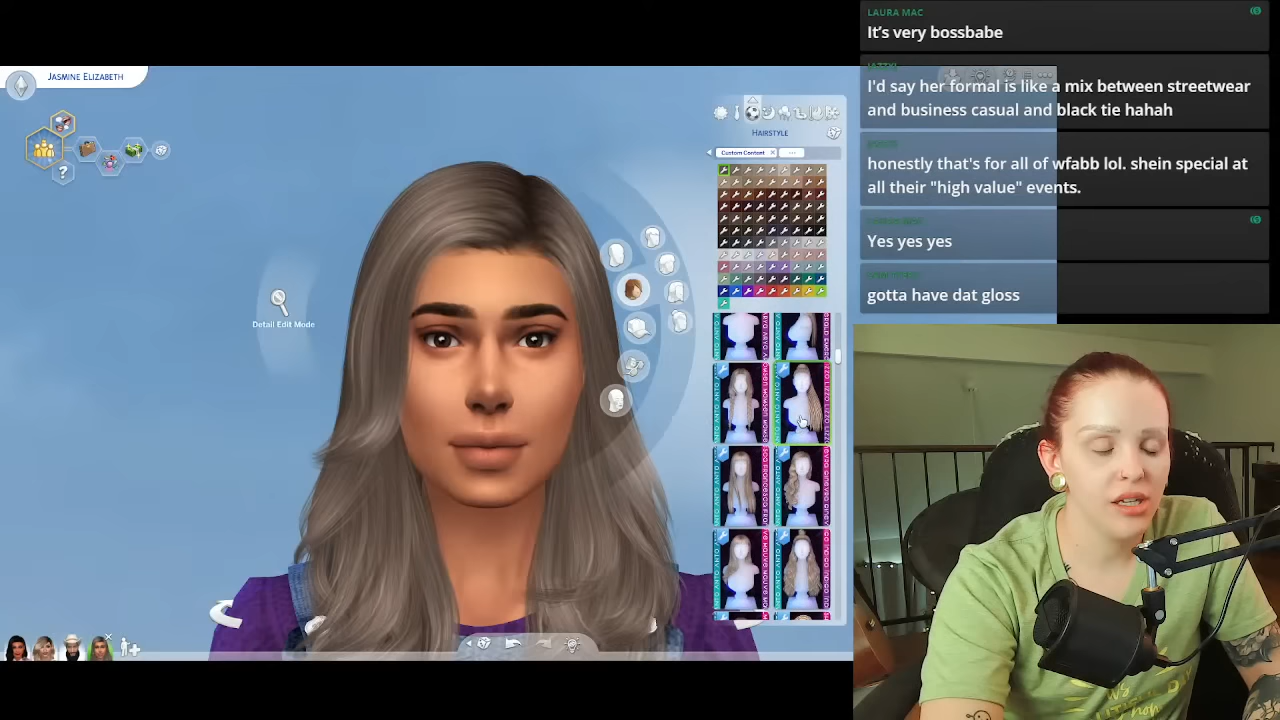 JASMINE ELIZABETH
Detail Edit Mode
HAIRSTYLE
Custom Content
LAURA MAC
It's very bossbabe
I'd say her formal is like a mix between streetwear
and business casual and black tie hahah
honestly that's for all of wfabb lol. shein special at
all their "high value" events.
Yes yes yes
gotta have dat gloss